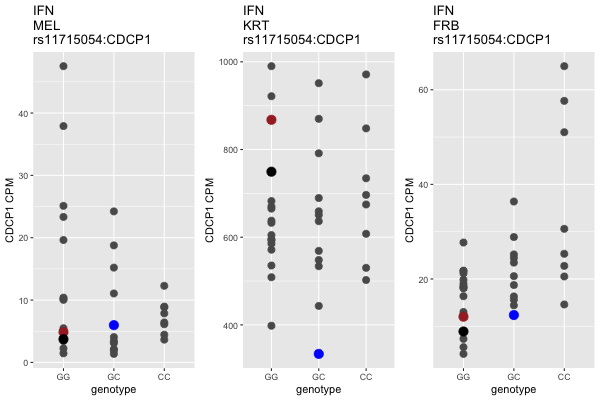 IFN
MEL
rs11715054:CDCP1
CDCP1 CPM
40
30
20
10
0
GG GC CC
genotype
IFN
KRT
rs11715054:CDCP1
CDCP1 CPM
1000
800
600
400
GG GC CC
genotype
IFN
FRB
rs11715054:CDCP1
CDCP1 CPM
60
40
20
GG GC CC
genotype